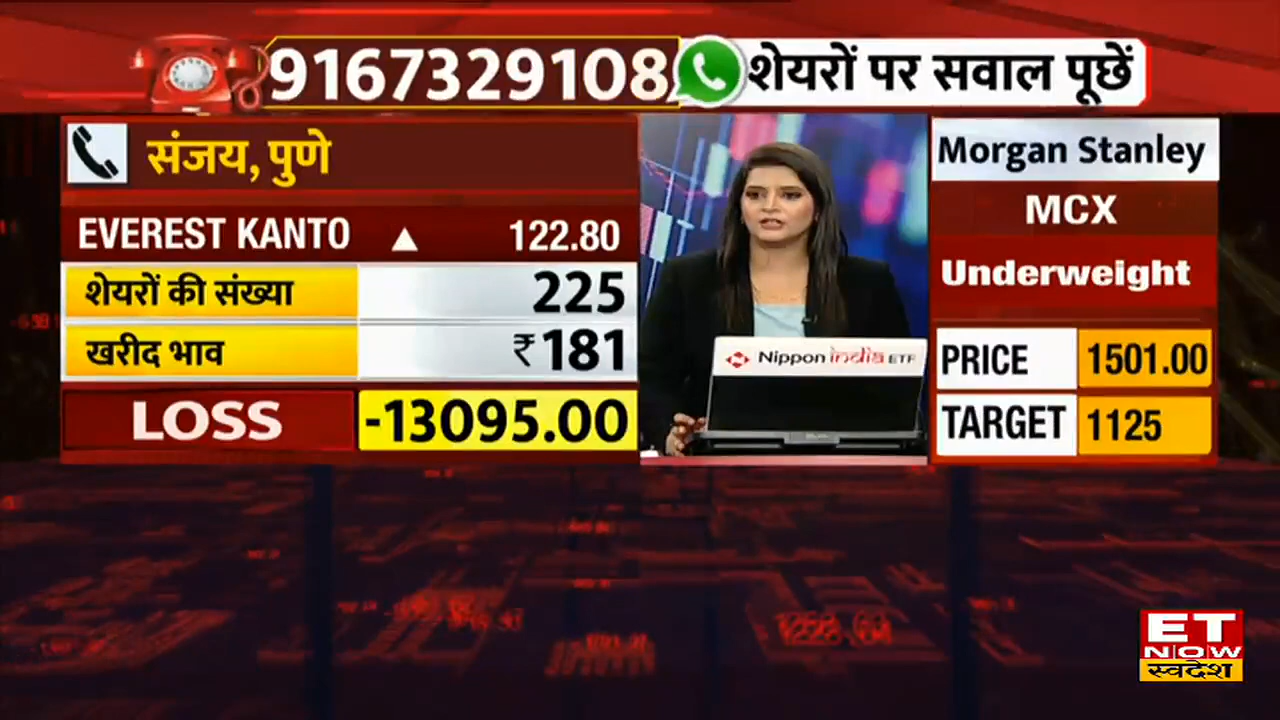 9167329108 शेयरों पर सवाल पूछें
संजय, पुणे
EVEREST KANTO ▲ 122.80
शेयरों की संख्या 225
खरीद भाव ₹181
LOSS -13095.00
Nippon india ETF
Morgan Stanley
MCX
Underweight
PRICE 1501.00
TARGET 1125
ET
NOW
स्वदेश